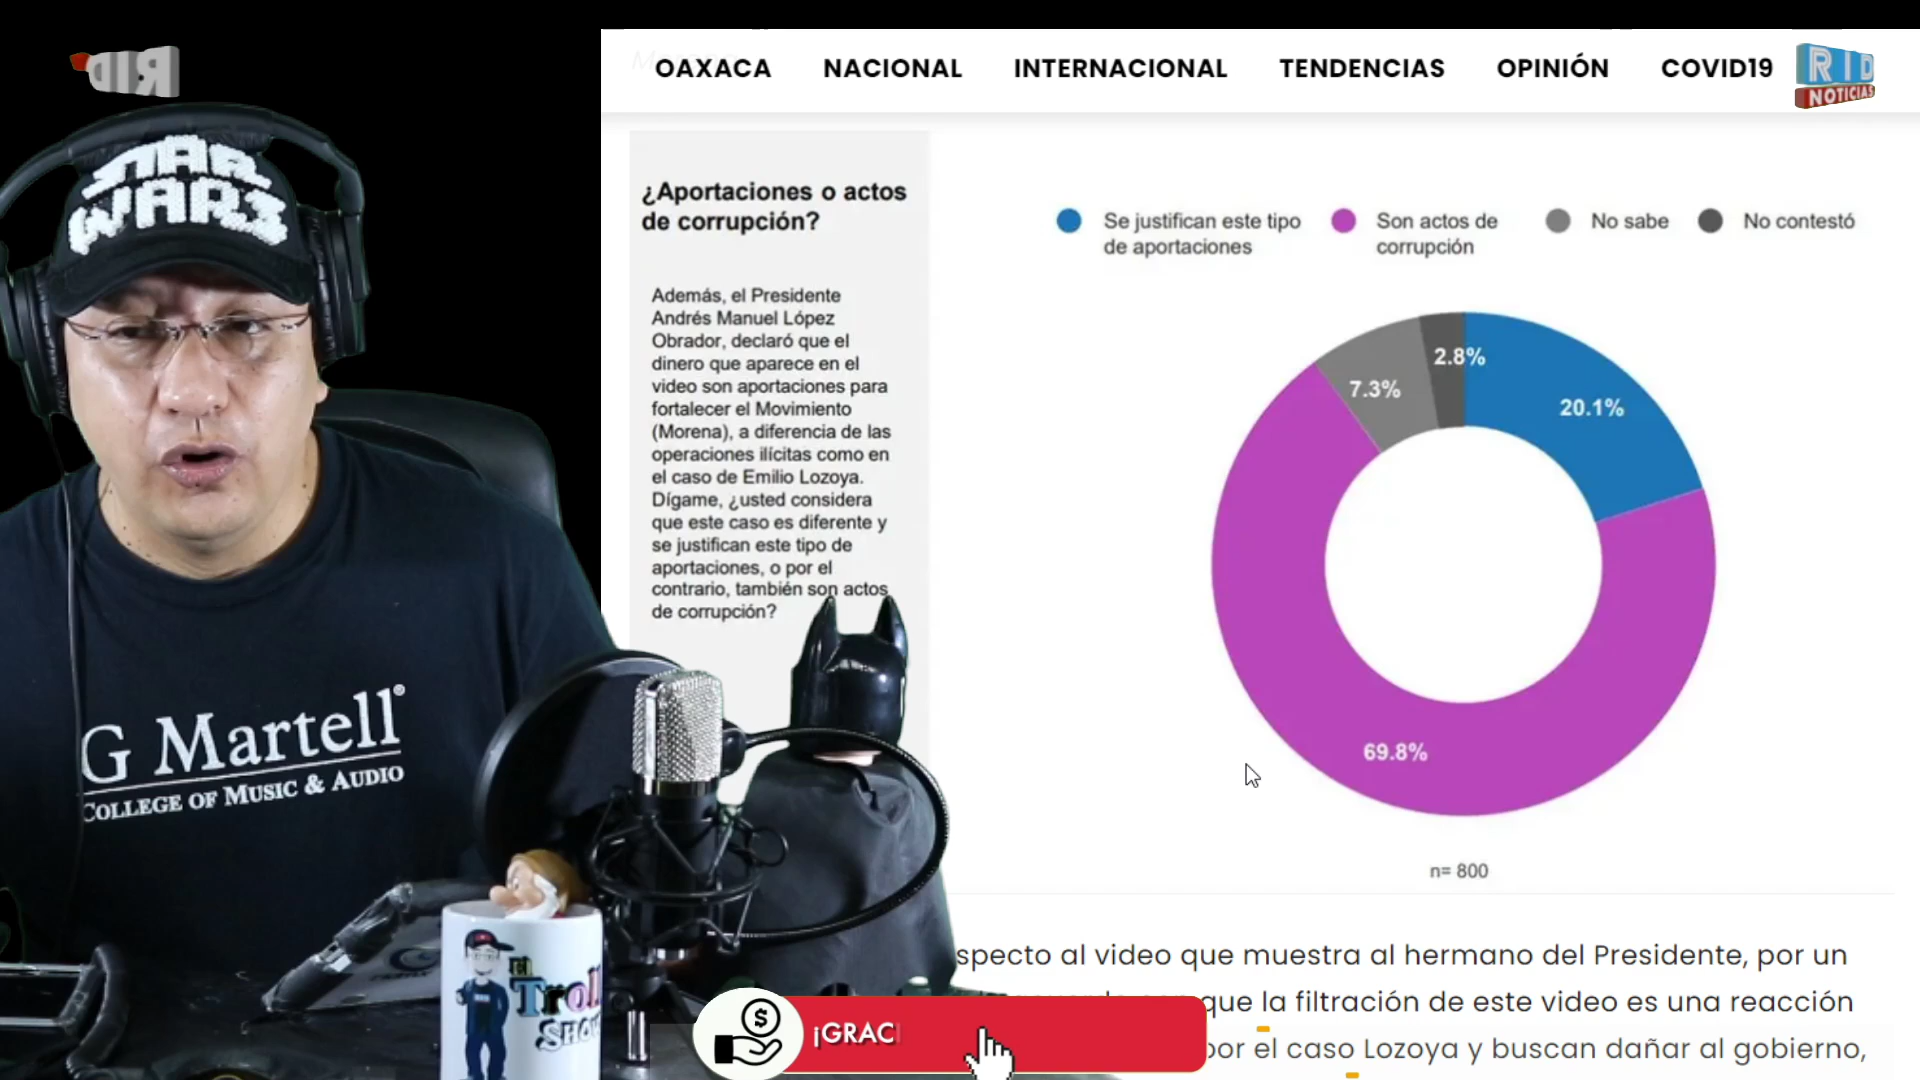 RID
STAR
WARS
OAXACA NACIONAL INTERNACIONAL TENDENCIAS OPINIÓN COVID19
RID
NOTICIAS
¿Aportaciones o actos
de corrupción?
Además, el Presidente
Andrés Manuel López
Obrador, declaró que el
dinero que aparece en el
video son aportaciones para
fortalecer el Movimiento
(Morena), a diferencia de las
operaciones ilícitas como en
el caso de Emilio Lozoya.
Dígame, ¿usted considera
que este caso es diferente y
se justifican este tipo de
aportaciones, o por el
contrario, también son actos
de corrupción?
Se justifican este tipo
de aportaciones
Son actos de
corrupción
No sabe
No contestó
2.8%
7.3%
20.1%
69.8%
n= 800
G Martell®
COLLEGE OF MUSIC & AUDIO
Troll
SHOW
specto al video que muestra al hermano del Presidente, por un
que la filtración de este video es una reacción
por el caso Lozoya y buscan dañar al gobierno,
$
¡GRAC